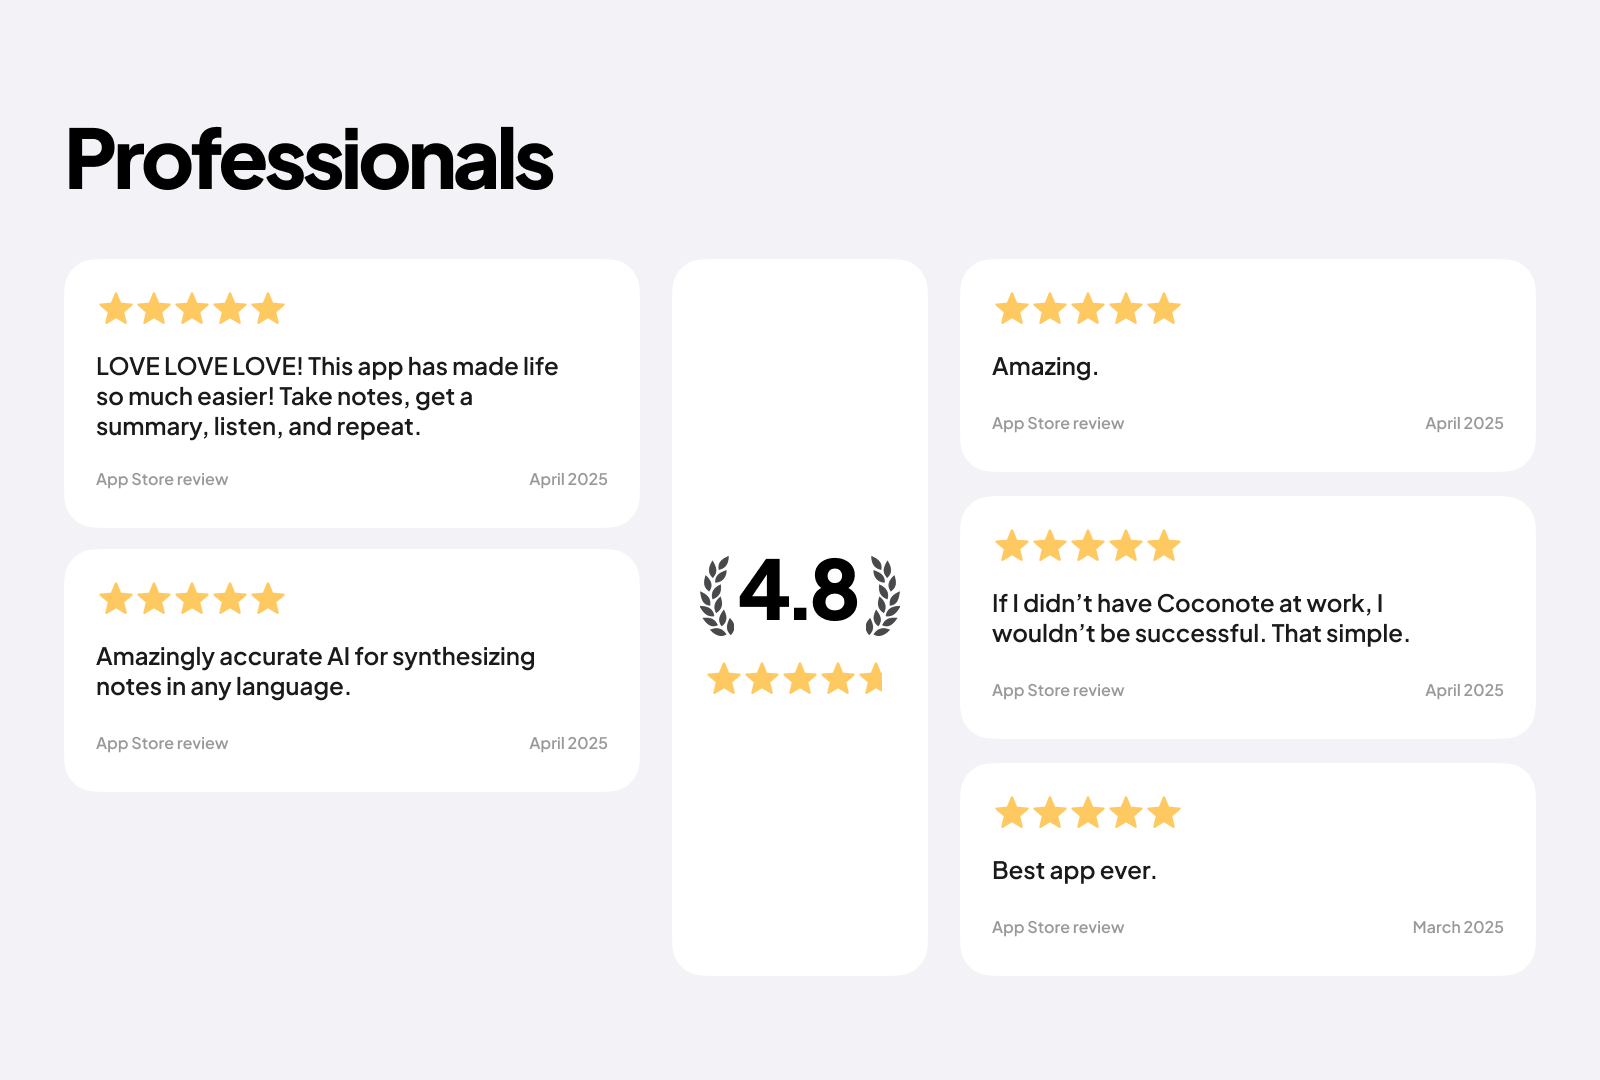 Professionals
LOVE LOVE LOVE! This app has made life
so much easier! Take notes, get a
summary, listen, and repeat.
App Store review
April 2025
Amazingly accurate AI for synthesizing
notes in any language.
App Store review
April 2025
4.8
Amazing.
App Store review
April 2025
If I didn’t have Coconote at work, I
wouldn’t be successful. That simple.
App Store review
April 2025
Best app ever.
App Store review
March 2025